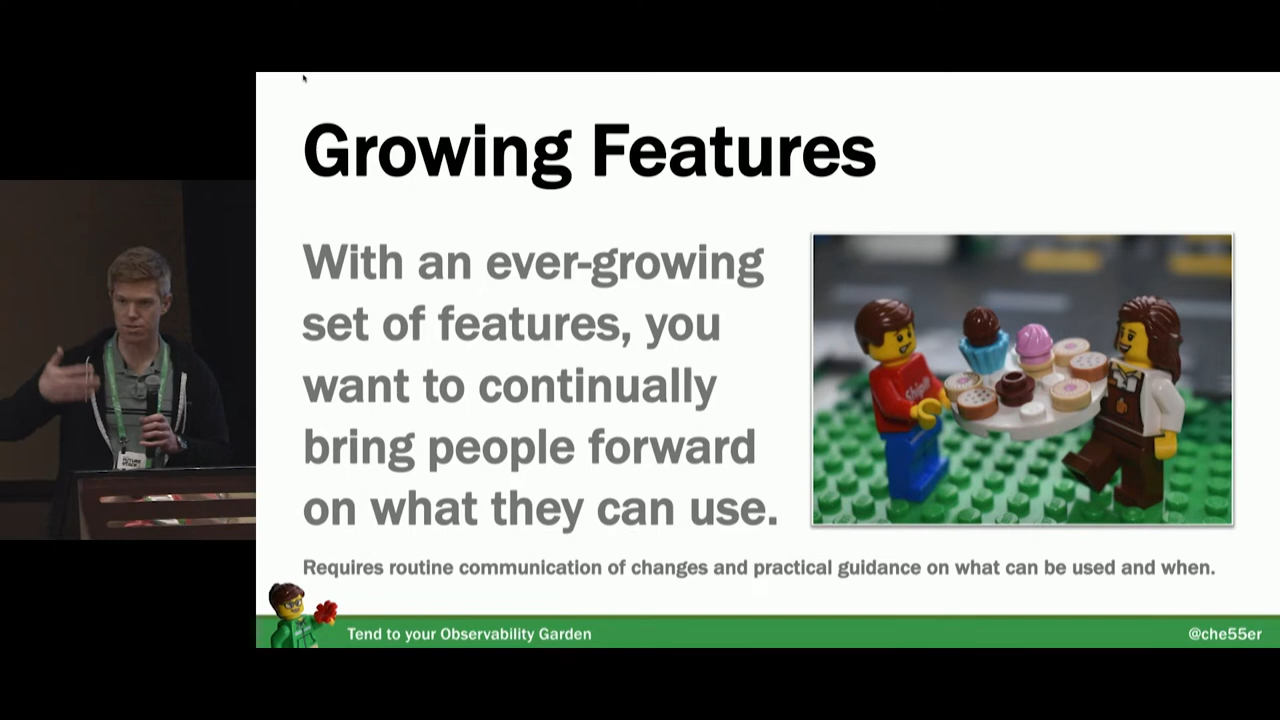 Growing Features
With an ever-growing
set of features, you
want to continually
bring people forward
on what they can use.
Requires routine communication of changes and practical guidance on what can be used and when.
Tend to your Observability Garden
@che55er